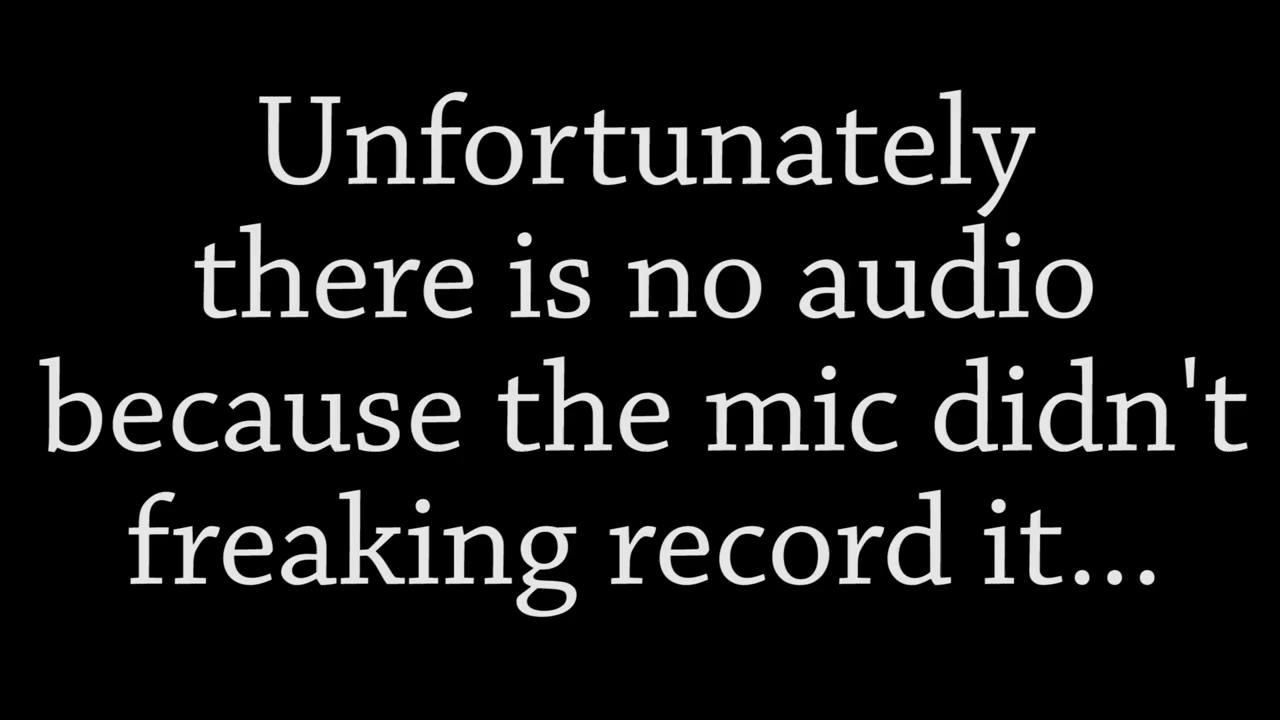 Unfortunately
there is no audio
because the mic didn't
freaking record it...